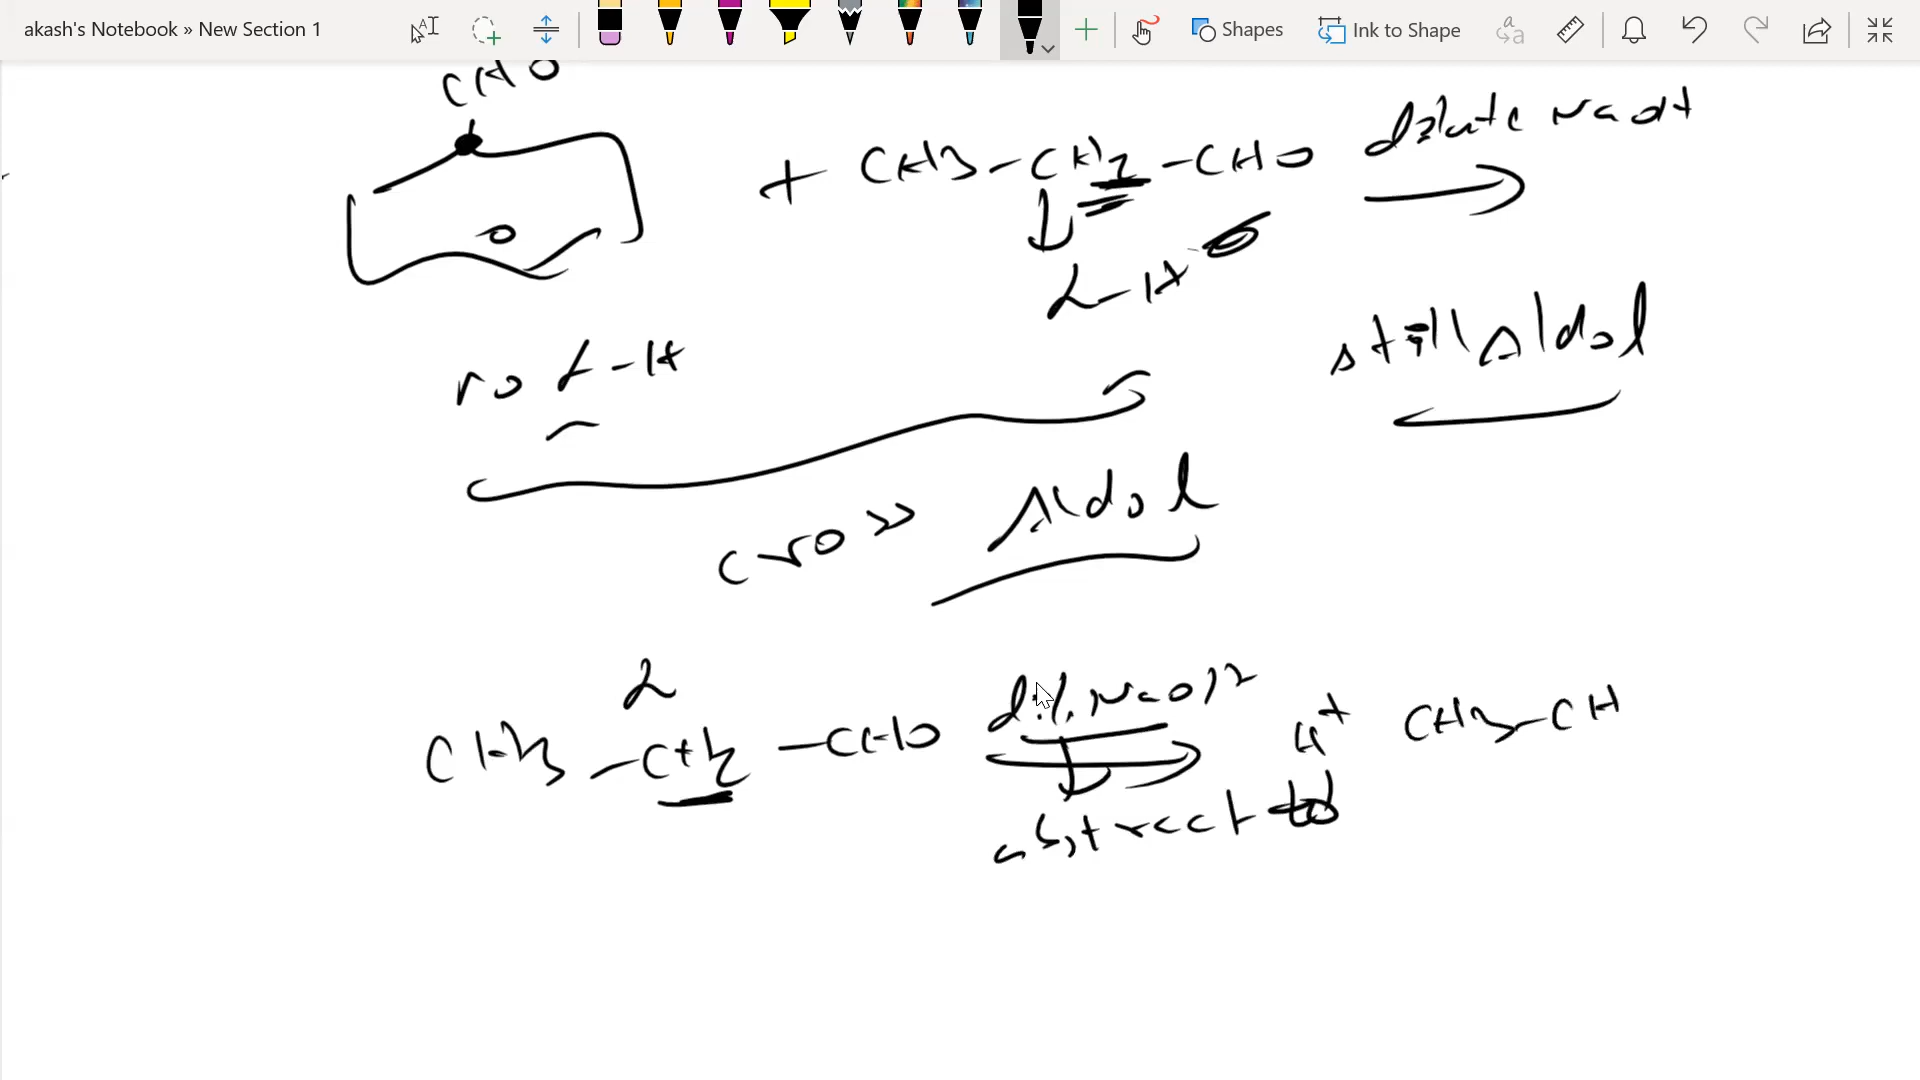 akash's Notebook » New Section 1
Shapes
Ink to Shape
CHO
+ CH3-CH2-CHO dilute NaOH
α-H
still Aldol
no α-H
cross Aldol
α
CH3-CH2-CHO dil. NaOH H+ CH3-CH
abstract